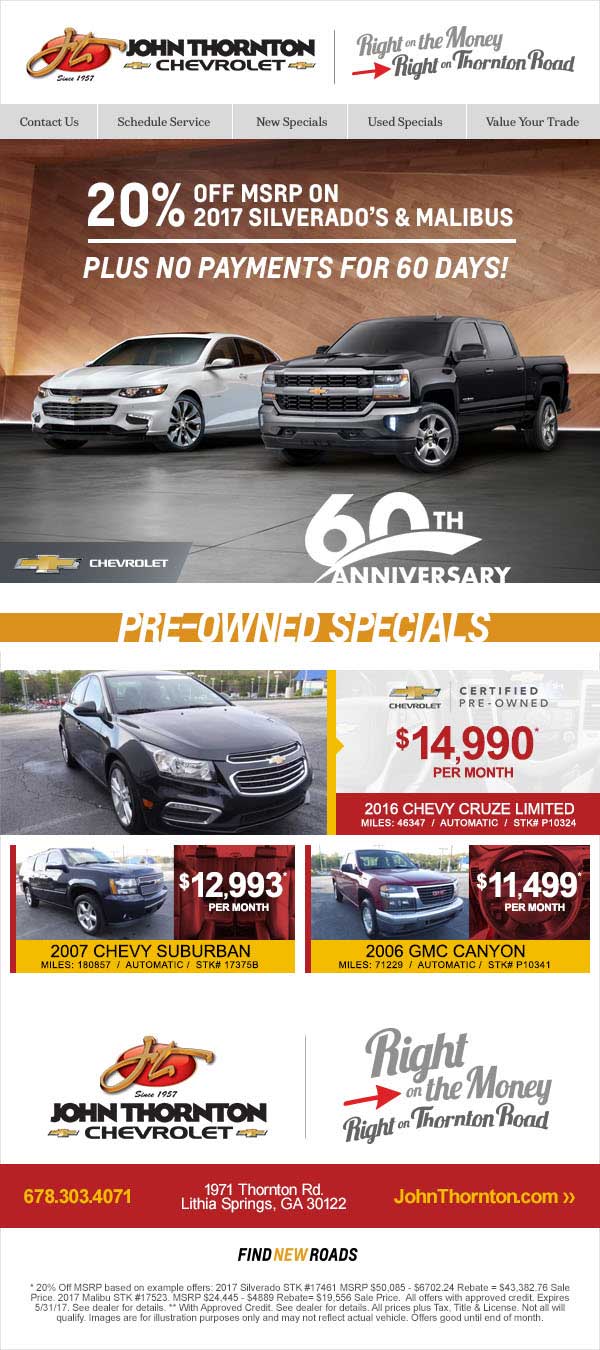 JOHN THORNTON
CHEVROLET
Since 1957
Right on the Money
Right on Thornton Road
Contact Us
Schedule Service
New Specials
Used Specials
Value Your Trade
20% OFF MSRP ON
2017 SILVERADO'S & MALIBUS
PLUS NO PAYMENTS FOR 60 DAYS!
60TH
ANNIVERSARY
CHEVROLET
PRE-OWNED SPECIALS
CHEVROLET
CERTIFIED
PRE-OWNED
$14,990*
PER MONTH
2016 CHEVY CRUZE LIMITED
MILES: 46347 / AUTOMATIC / STK# P10324
$12,993*
PER MONTH
2007 CHEVY SUBURBAN
MILES: 180857 / AUTOMATIC / STK# 17375B
$11,499*
PER MONTH
2006 GMC CANYON
MILES: 71229 / AUTOMATIC / STK# P10341
Since 1957
JOHN THORNTON
CHEVROLET
Right
on the Money
Right on Thornton Road
678.303.4071
1971 Thornton Rd.
Lithia Springs, GA 30122
JohnThornton.com »
FIND NEW ROADS
* 20% Off MSRP based on example offers: 2017 Silverado STK #17461 MSRP $50,085 - $6702.24 Rebate = $43,382.76 Sale
Price. 2017 Malibu STK #17523. MSRP $24,445 - $4889 Rebate= $19,556 Sale Price. All offers with approved credit. Expires
5/31/17. See dealer for details. ** With Approved Credit. See dealer for details. All prices plus Tax, Title & License. Not all will
qualify. Images are for illustration purposes only and may not reflect actual vehicle. Offers good until end of month.